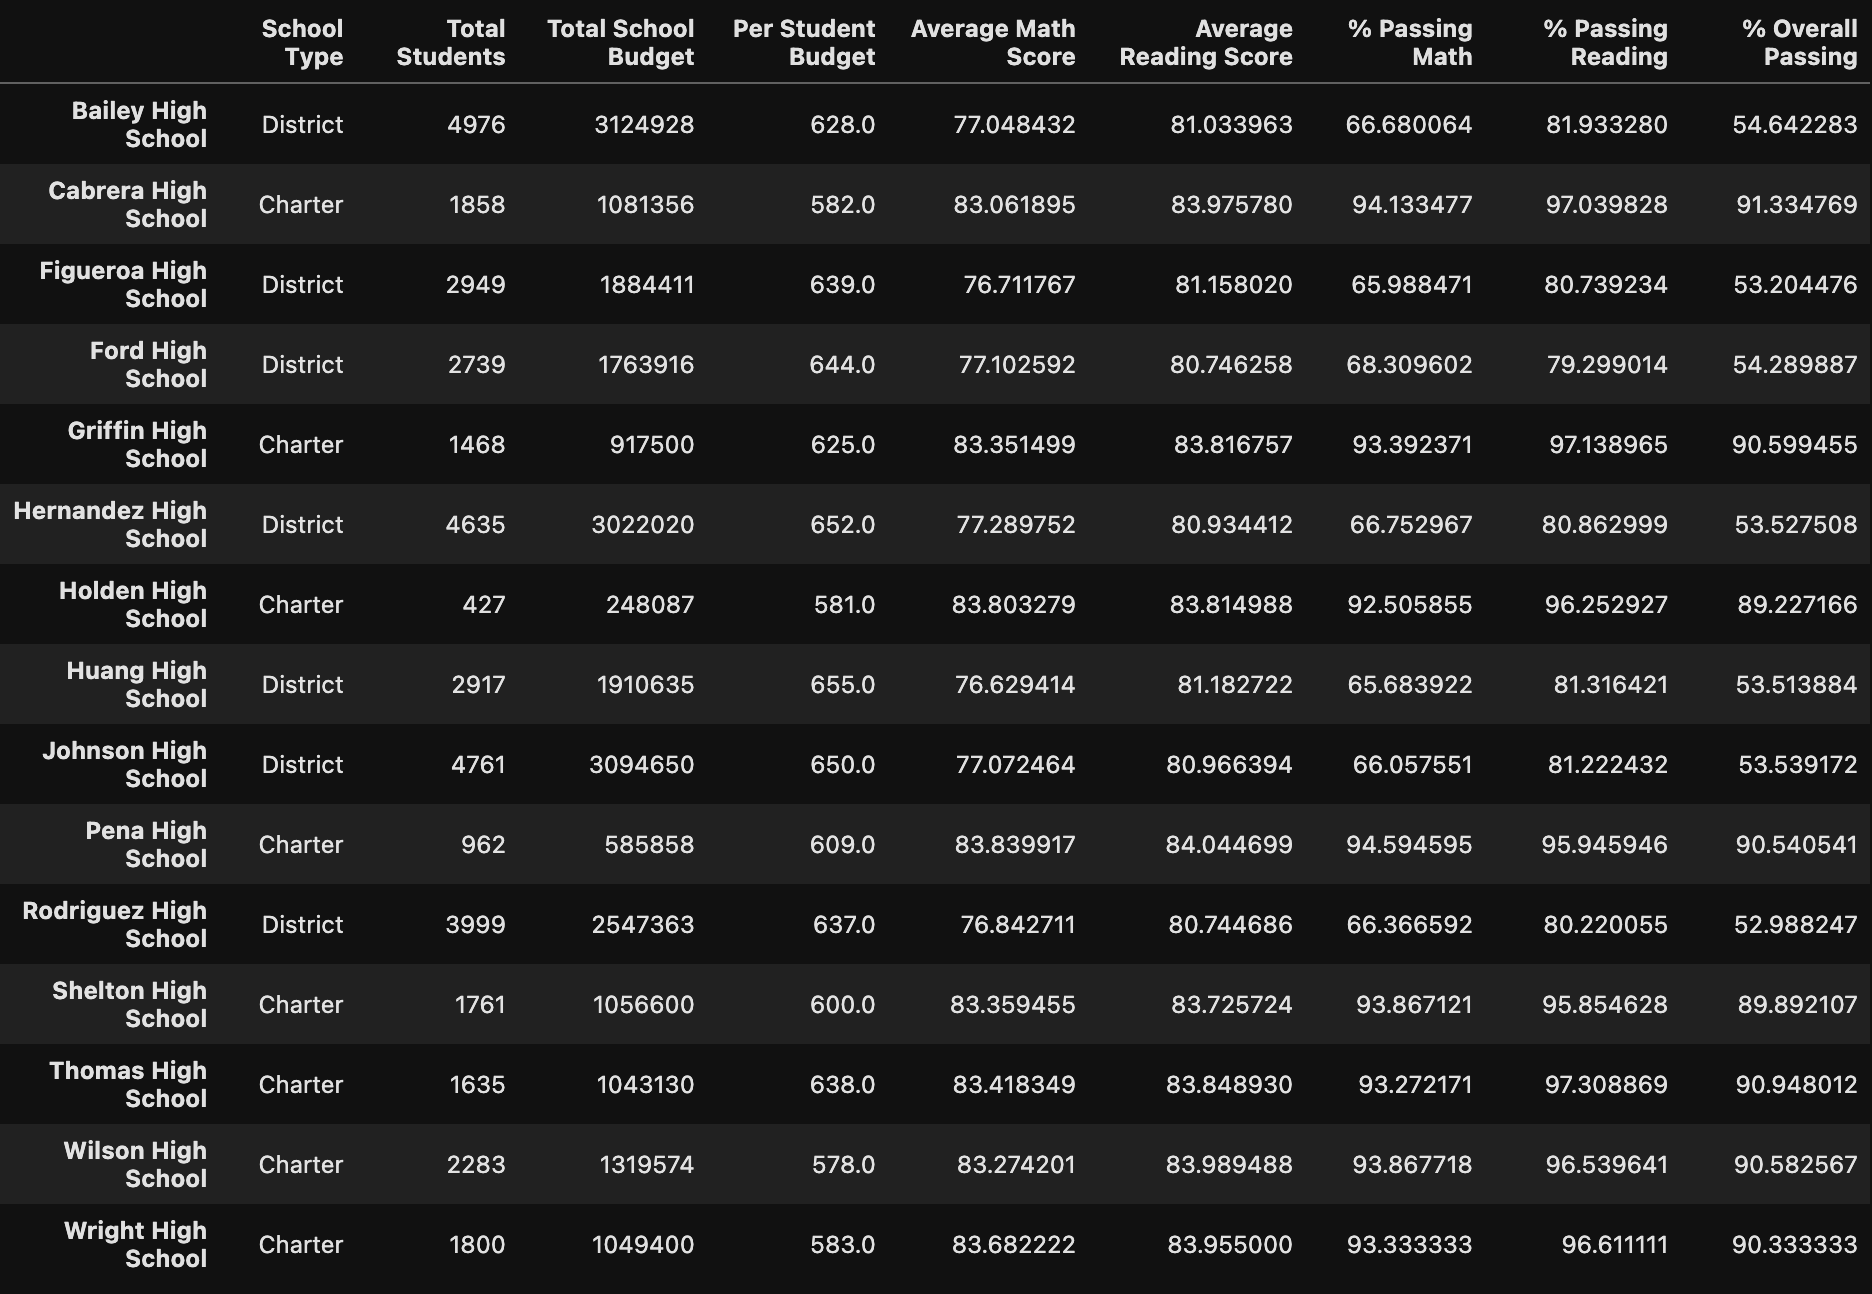 School Type Total Students Total School Budget Per Student Budget Average Math Score Average Reading Score % Passing Math % Passing Reading % Overall Passing
Bailey High School District 4976 3124928 628.0 77.048432 81.033963 66.680064 81.933280 54.642283
Cabrera High School Charter 1858 1081356 582.0 83.061895 83.975780 94.133477 97.039828 91.334769
Figueroa High School District 2949 1884411 639.0 76.711767 81.158020 65.988471 80.739234 53.204476
Ford High School District 2739 1763916 644.0 77.102592 80.746258 68.309602 79.299014 54.289887
Griffin High School Charter 1468 917500 625.0 83.351499 83.816757 93.392371 97.138965 90.599455
Hernandez High School District 4635 3022020 652.0 77.289752 80.934412 66.752967 80.862999 53.527508
Holden High School Charter 427 248087 581.0 83.803279 83.814988 92.505855 96.252927 89.227166
Huang High School District 2917 1910635 655.0 76.629414 81.182722 65.683922 81.316421 53.513884
Johnson High School District 4761 3094650 650.0 77.072464 80.966394 66.057551 81.222432 53.539172
Pena High School Charter 962 585858 609.0 83.839917 84.044699 94.594595 95.945946 90.540541
Rodriguez High School District 3999 2547363 637.0 76.842711 80.744686 66.366592 80.220055 52.988247
Shelton High School Charter 1761 1056600 600.0 83.359455 83.725724 93.867121 95.854628 89.892107
Thomas High School Charter 1635 1043130 638.0 83.418349 83.848930 93.272171 97.308869 90.948012
Wilson High School Charter 2283 1319574 578.0 83.274201 83.989488 93.867718 96.539641 90.582567
Wright High School Charter 1800 1049400 583.0 83.682222 83.955000 93.333333 96.611111 90.333333